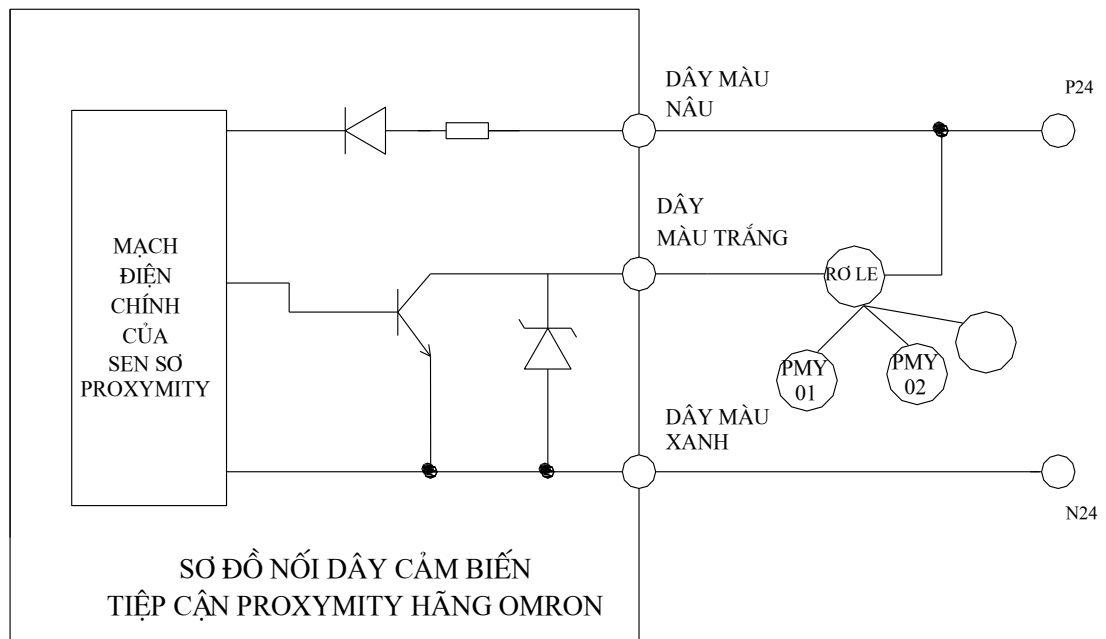 DÂY MÀU
NÂU
P24
DÂY
MÀU TRẮNG
MẠCH
ĐIỆN
CHÍNH
CỦA
SEN SƠ
PROXYMITY
RƠ LE
PMY
01
PMY
02
DÂY MÀU
XANH
N24
SƠ ĐỒ NỐI DÂY CẢM BIẾN
TIỆP CẬN PROXYMITY HÃNG OMRON